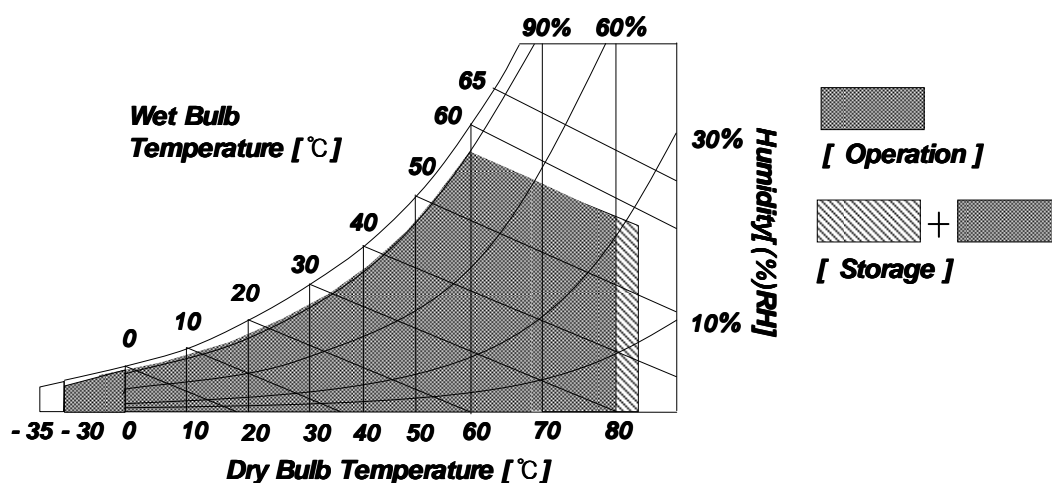 90% 60%
65
60
50
40
30
20
10
0
Wet Bulb
Temperature [℃]
30%
10%
Humidity[(%)RH]
[ Operation ]
+
[ Storage ]
- 35 - 30 0 10 20 30 40 50 60 70 80
Dry Bulb Temperature [℃]